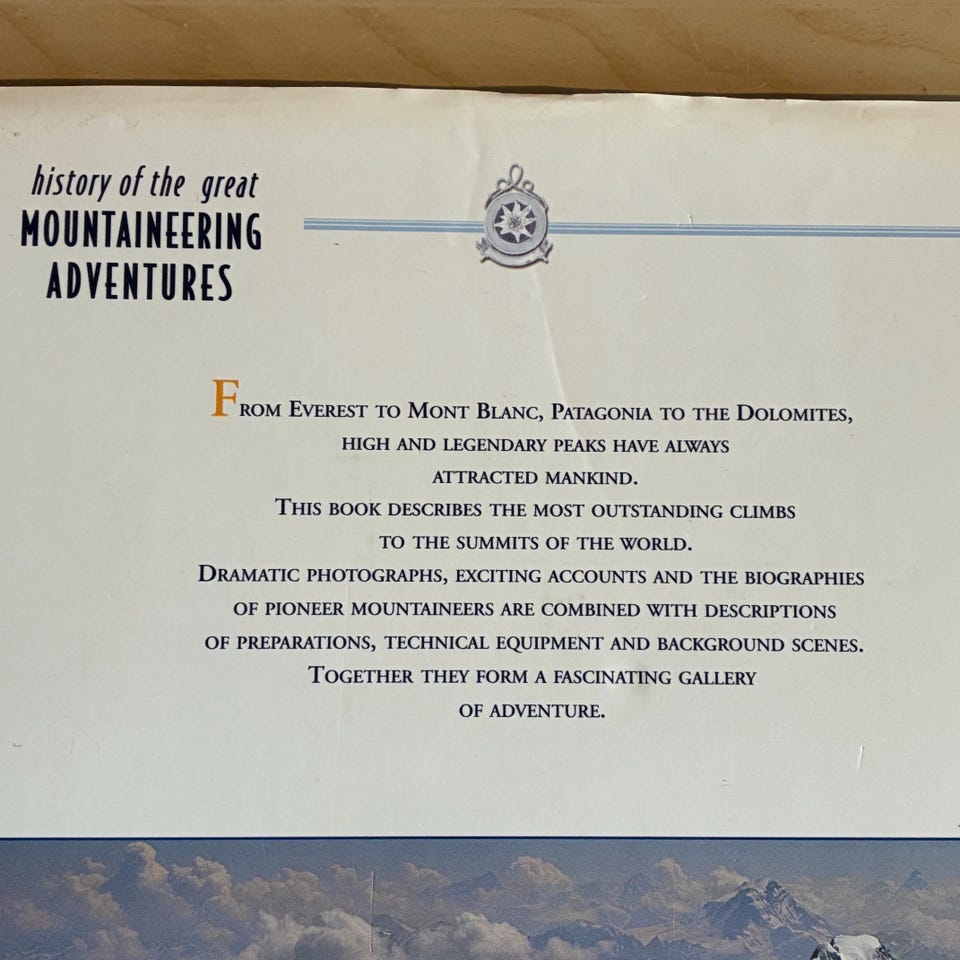 history of the great
MOUNTAINEERING
ADVENTURES
FROM EVEREST TO MONT BLANC, PATAGONIA TO THE DOLOMITES,
HIGH AND LEGENDARY PEAKS HAVE ALWAYS
ATTRACTED MANKIND.
THIS BOOK DESCRIBES THE MOST OUTSTANDING CLIMBS
TO THE SUMMITS OF THE WORLD.
DRAMATIC PHOTOGRAPHS, EXCITING ACCOUNTS AND THE BIOGRAPHIES
OF PIONEER MOUNTAINEERS ARE COMBINED WITH DESCRIPTIONS
OF PREPARATIONS, TECHNICAL EQUIPMENT AND BACKGROUND SCENES.
TOGETHER THEY FORM A FASCINATING GALLERY
OF ADVENTURE.